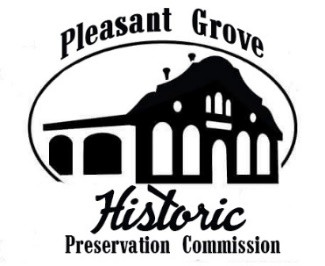 Pleasant Grove
Historic
Preservation Commission